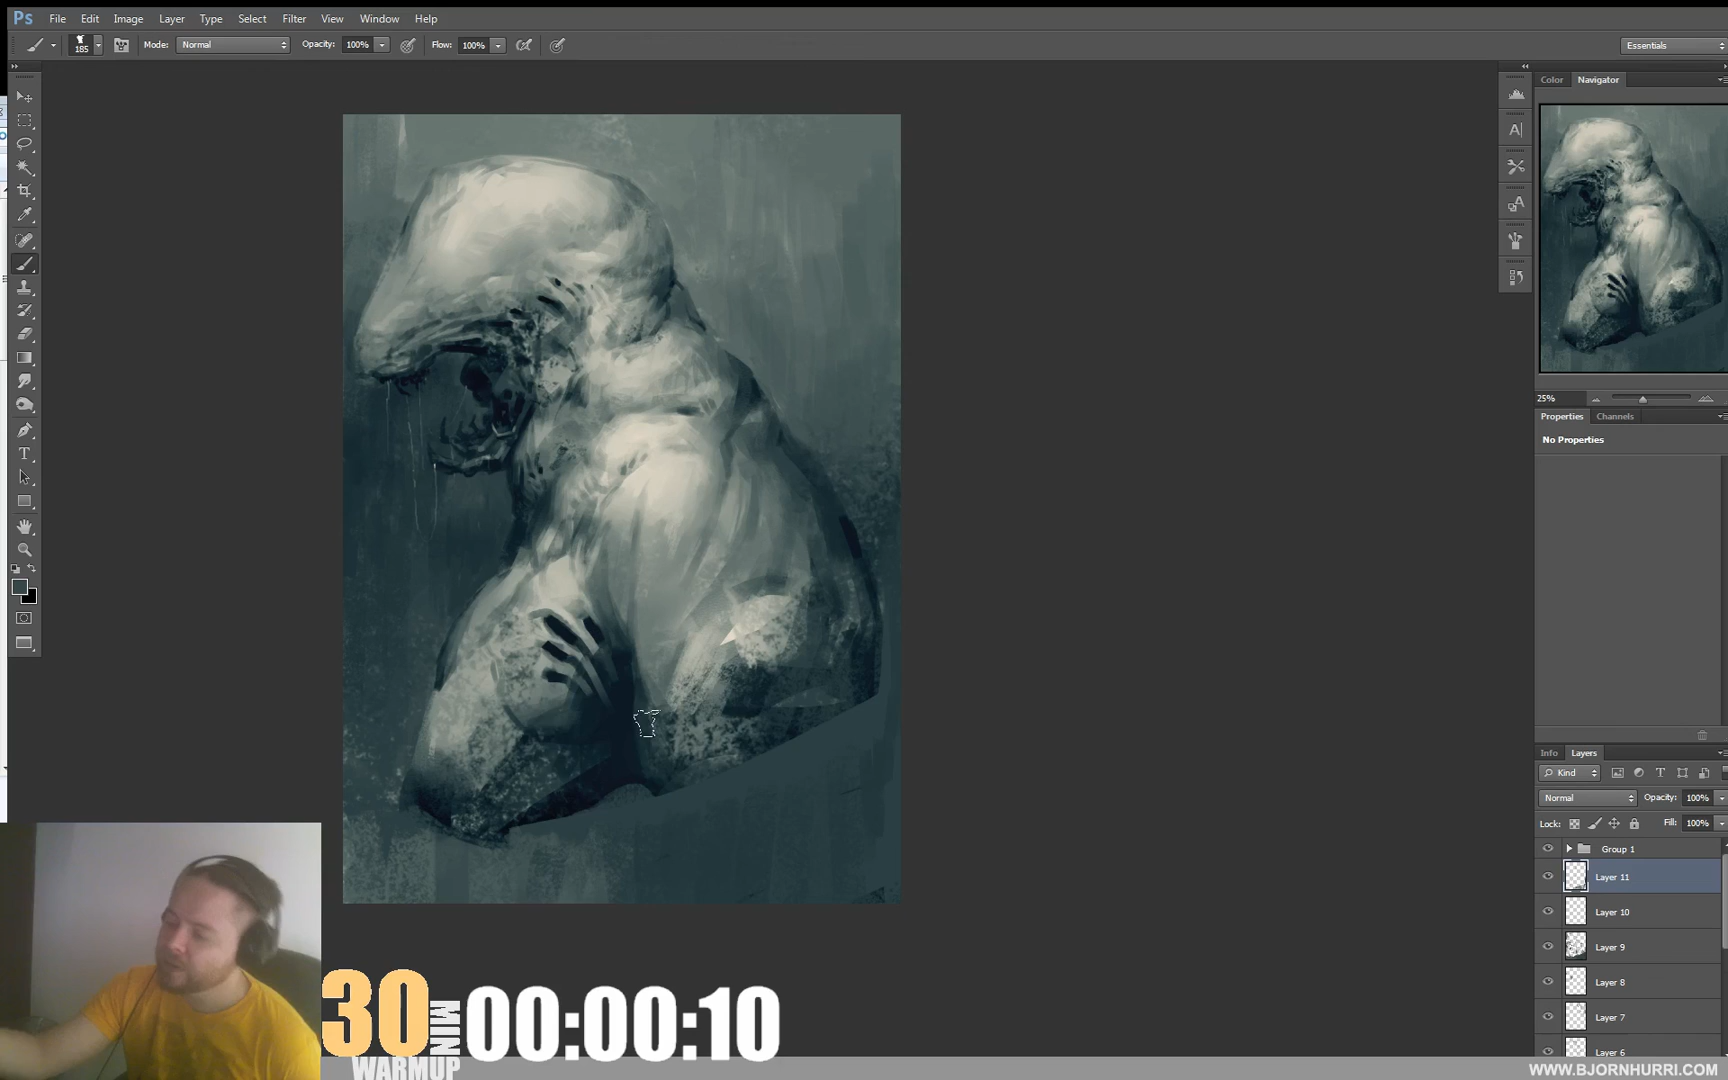 Ps File Edit Image Layer Type Select Filter View Window Help
185 Mode: Normal Opacity: 100% Flow: 100% Essentials
Color Navigator
25%
Properties Channels
No Properties
Info Layers
Kind
Normal Opacity: 100%
Lock: Fill: 100%
Group 1
Layer 11
Layer 10
Layer 9
Layer 8
Layer 7
Layer 6
30 MIN WARMUP 00:00:10
WWW.BJORNHURRI.COM